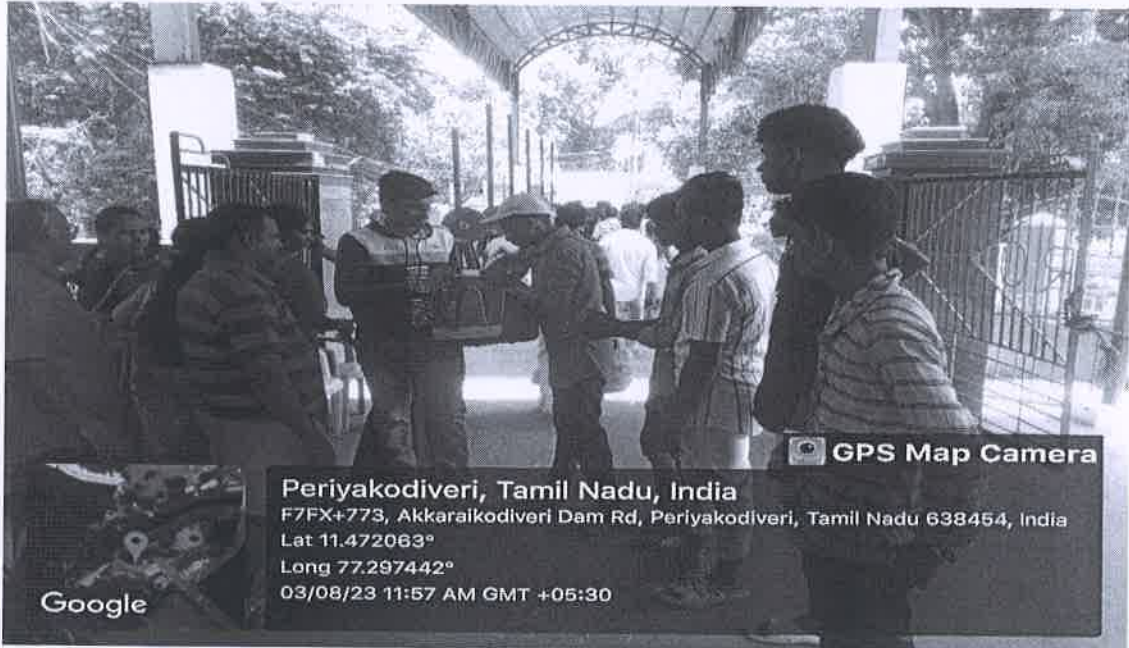 GPS Map Camera
Periyakodiveri, Tamil Nadu, India
F7FX+773, Akkaraikodiveri Dam Rd, Periyakodiveri, Tamil Nadu 638454, India
Lat 11.472063°
Long 77.297442°
03/08/23 11:57 AM GMT +05:30
Google